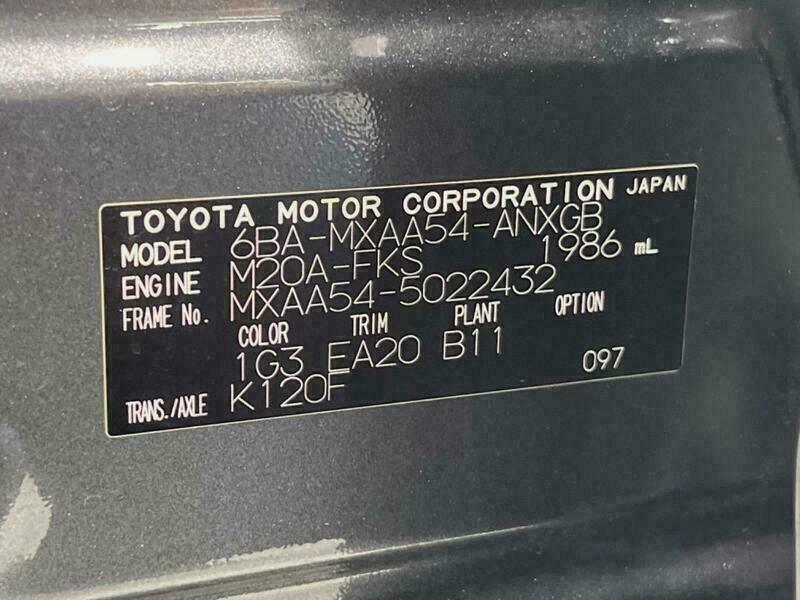 TOYOTA MOTOR CORPORATION JAPAN
MODEL 6BA-MXAA54-ANXGB
ENGINE M20A-FKS 1986 mL
FRAME No. MXAA54-5022432
COLOR TRIM PLANT OPTION
1G3 EA20 B11 097
TRANS./AXLE K120F